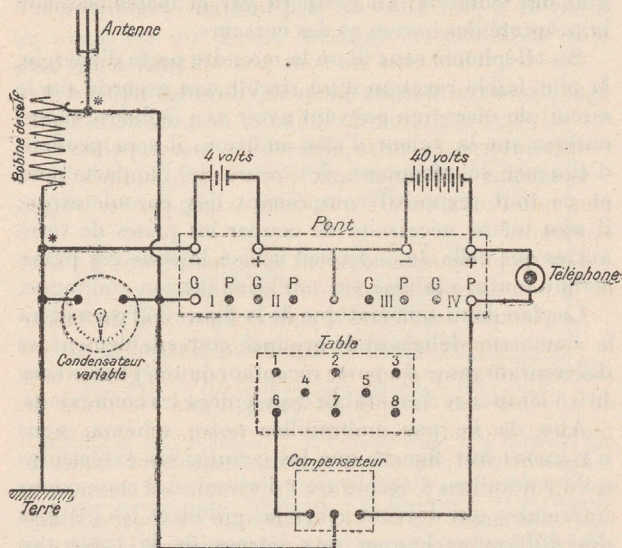 Antenne
*
Bobine de self
4 volts
40 volts
Pont
*
+
+
P G P G G P
I II III IV
Téléphone
Condensateur variable
Table
1 2 3
4 5
6 7 8
Compensateur
Terre